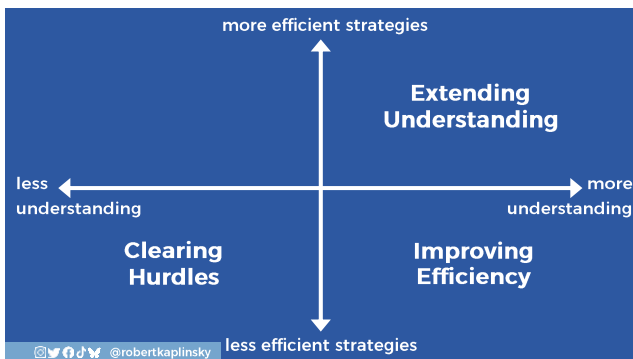 more efficient strategies
Extending
Understanding
less
understanding
more
understanding
Clearing
Hurdles
Improving
Efficiency
less efficient strategies
@robertkaplinsky